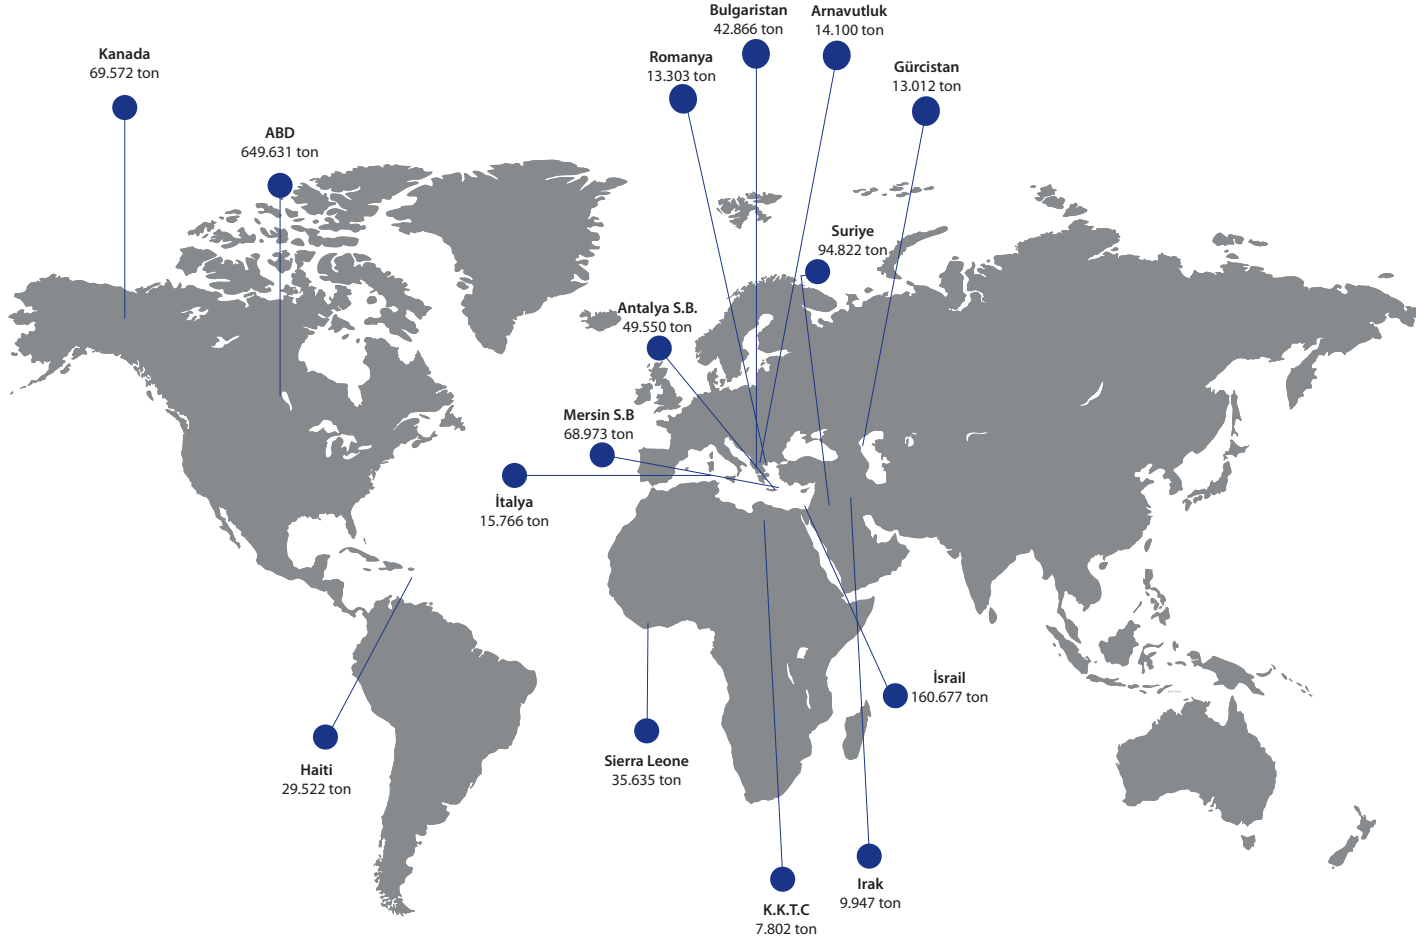 Bulgaristan
42.866 ton
Arnavutluk
14.100 ton
Romanya
13.303 ton
Gürcistan
13.012 ton
Kanada
69.572 ton
ABD
649.631 ton
Suriye
94.822 ton
Antalya S.B.
49.550 ton
Mersin S.B
68.973 ton
İtalya
15.766 ton
İsrail
160.677 ton
Sierra Leone
35.635 ton
Haiti
29.522 ton
Irak
9.947 ton
K.K.T.C
7.802 ton